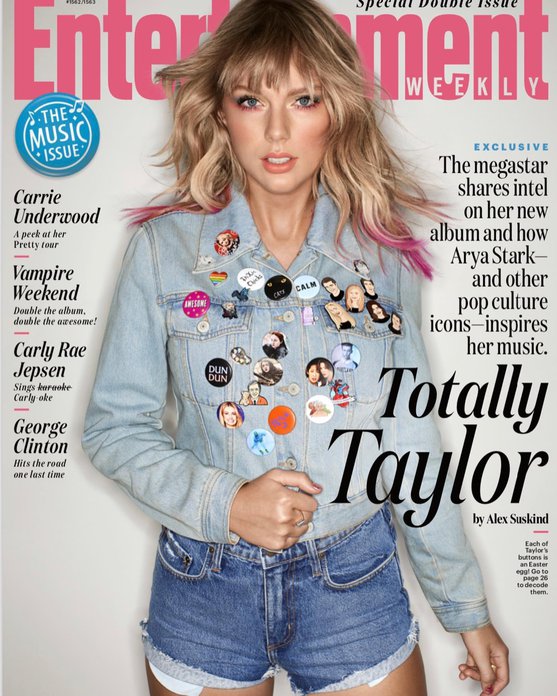 #1562/1563
Special Double Issue
Entertainment
WEEKLY
THE
MUSIC
ISSUE
Carrie
Underwood
A peek at her
Pretty tour
Vampire
Weekend
Double the album,
double the awesome!
Carly Rae
Jepsen
Sings karaoke
Carly-oke
George
Clinton
Hits the road
one last time
EXCLUSIVE
The megastar
shares intel
on her new
album and how
Arya Stark—
and other
pop culture
icons—inspires
her music.
Totally
Taylor
by Alex Suskind
Each of
Taylor's
buttons is
an Easter
egg! Go to
page 26
to decode
them.
AWESOME
CATS
CALM
DUN
DUN